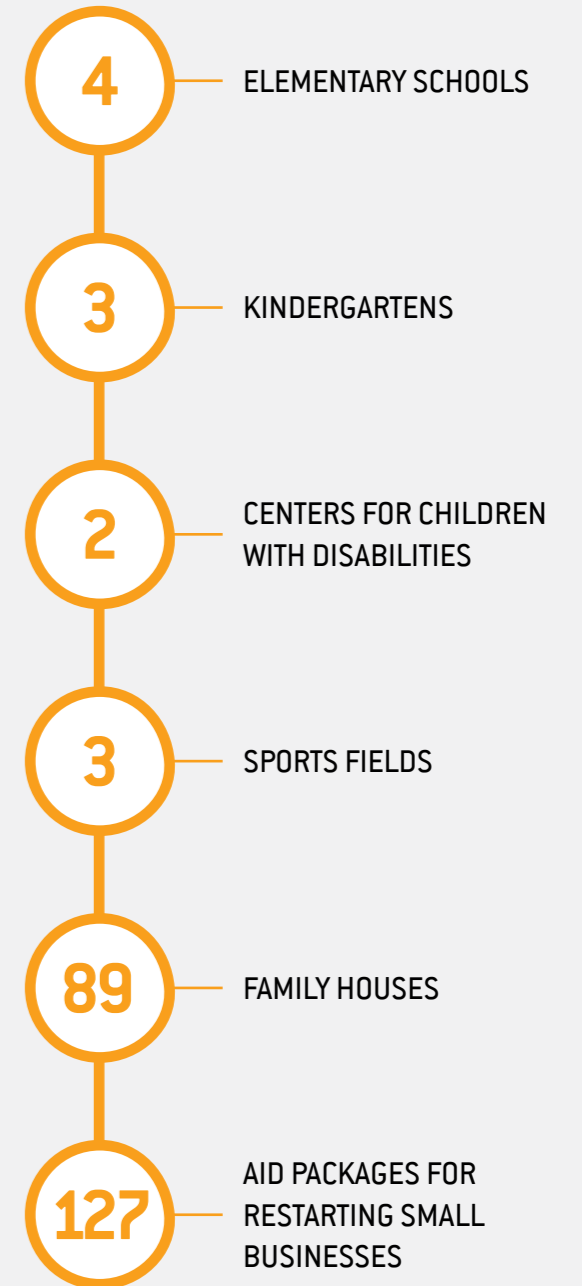 4
ELEMENTARY SCHOOLS
3
KINDERGARTENS
2
CENTERS FOR CHILDREN
WITH DISABILITIES
3
SPORTS FIELDS
89
FAMILY HOUSES
127
AID PACKAGES FOR
RESTARTING SMALL
BUSINESSES